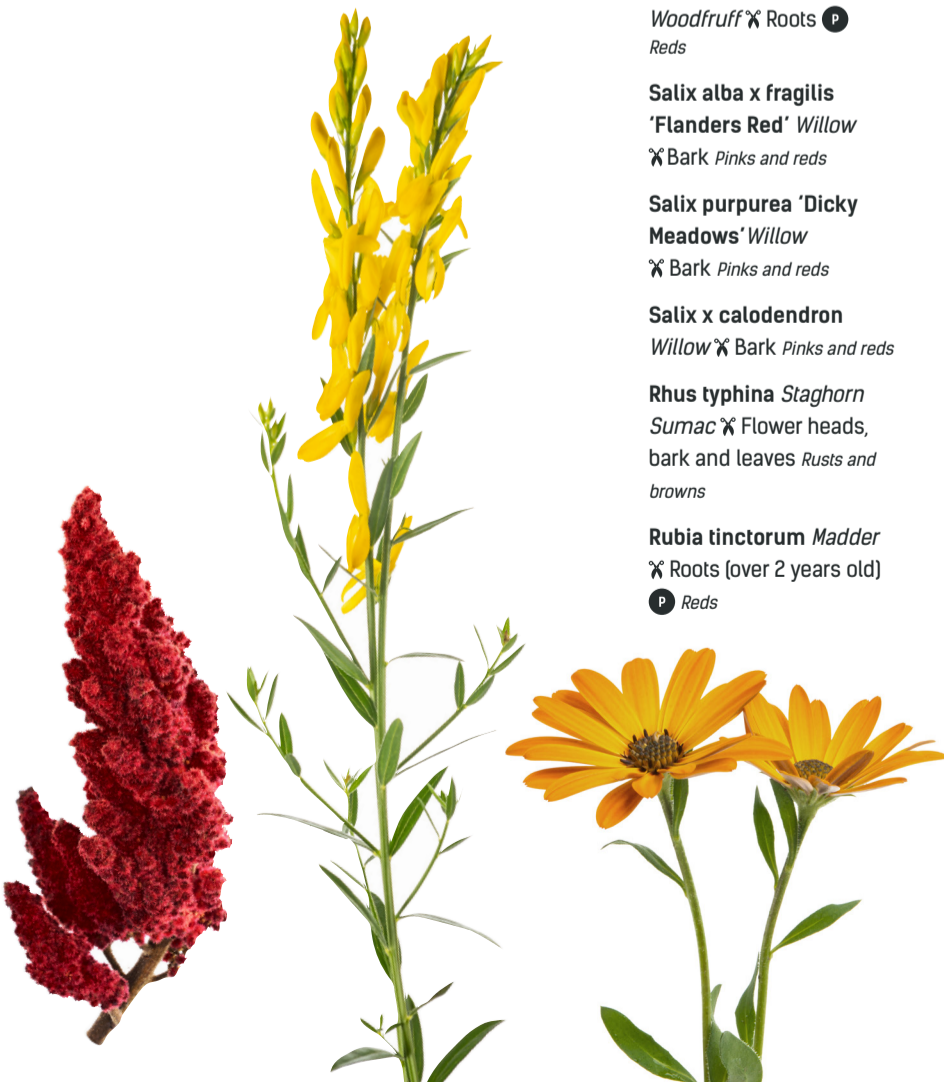 Woodfruff Roots P
Reds
Salix alba x fragilis
‘Flanders Red’ Willow
Bark Pinks and reds
Salix purpurea ‘Dicky
Meadows’ Willow
Bark Pinks and reds
Salix x calodendron
Willow Bark Pinks and reds
Rhus typhina Staghorn
Sumac Flower heads,
bark and leaves Rusts and
browns
Rubia tinctorum Madder
Roots (over 2 years old)
P Reds